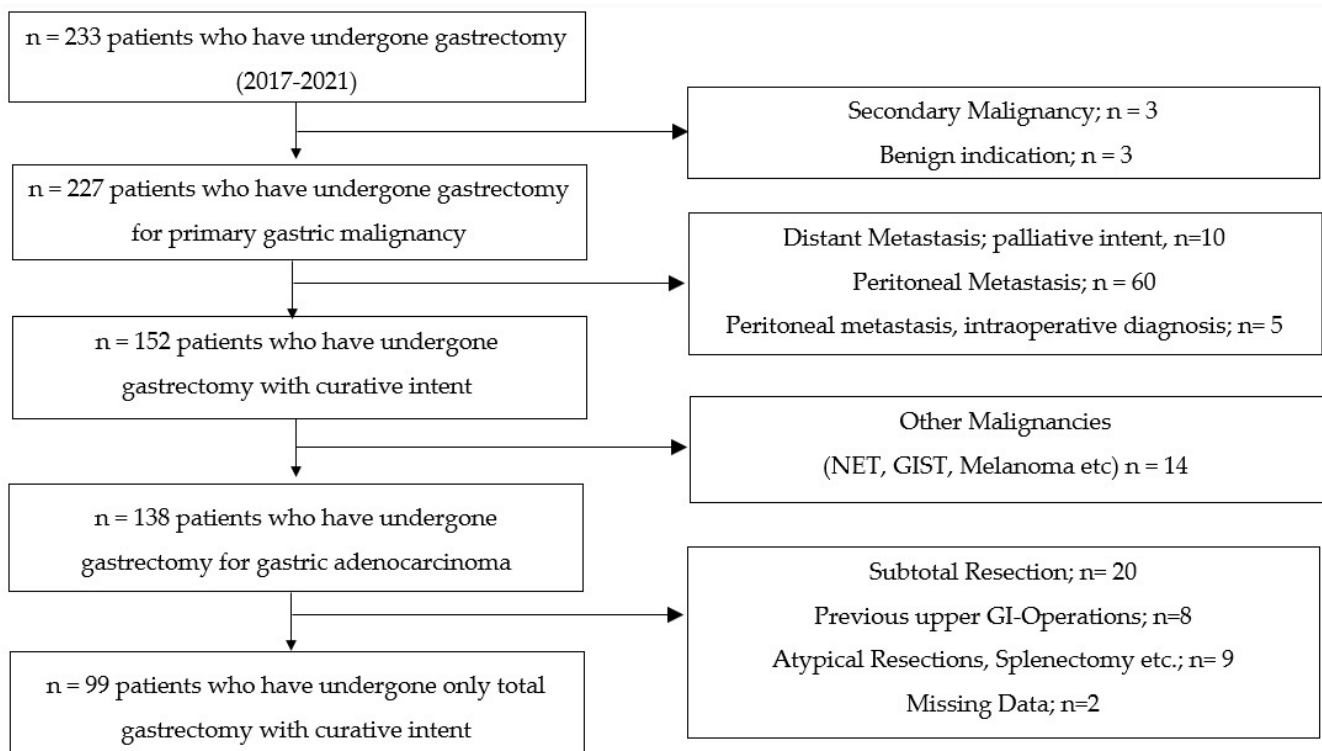 n = 233 patients who have undergone gastrectomy
(2017-2021)
Secondary Malignancy; n = 3
Benign indication; n = 3
n = 227 patients who have undergone gastrectomy
for primary gastric malignancy
Distant Metastasis; palliative intent, n=10
Peritoneal Metastasis; n = 60
Peritoneal metastasis, intraoperative diagnosis; n= 5
n = 152 patients who have undergone
gastrectomy with curative intent
Other Malignancies
(NET, GIST, Melanoma etc) n = 14
n = 138 patients who have undergone
gastrectomy for gastric adenocarcinoma
Subtotal Resection; n= 20
Previous upper GI-Operations; n=8
Atypical Resections, Splenectomy etc.; n= 9
Missing Data; n=2
n = 99 patients who have undergone only total
gastrectomy with curative intent